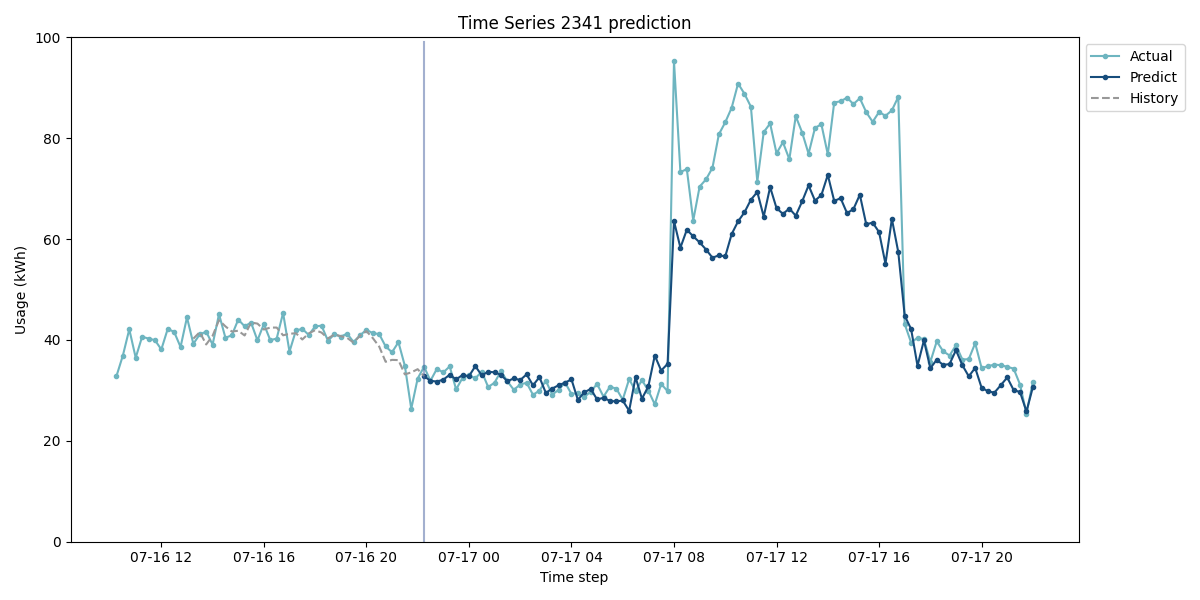 Time Series 2341 prediction
Actual
Predict
History
Usage (kWh)
100
80
60
40
20
0
07-16 12 07-16 16 07-16 20 07-17 00 07-17 04 07-17 08 07-17 12 07-17 16 07-17 20
Time step